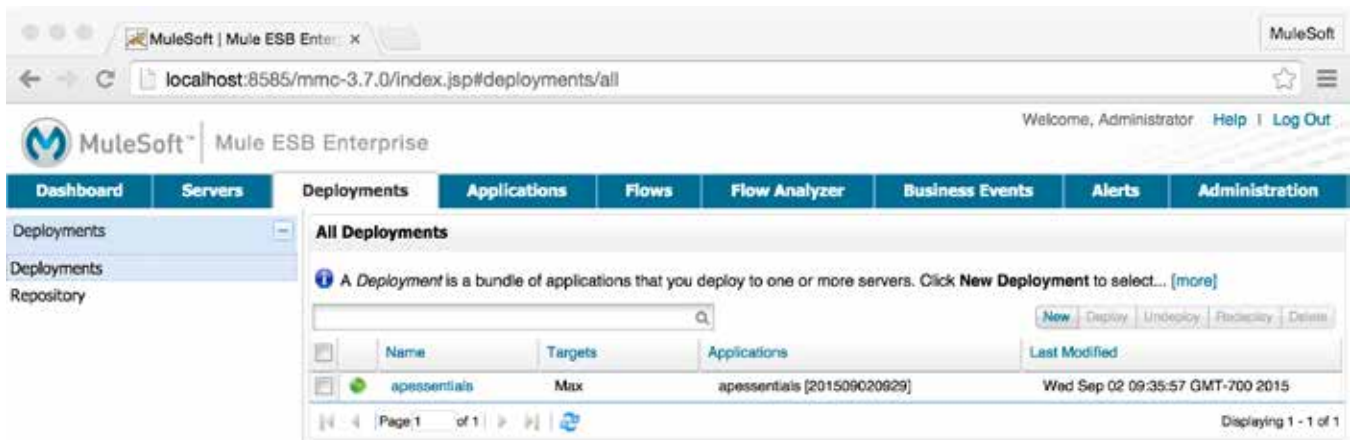 MuleSoft | Mule ESB Enter
MuleSoft
localhost:8585/mmc-3.7.0/index.jsp#deployments/all
Welcome, Administrator Help | Log Out
MuleSoft™ Mule ESB Enterprise
Dashboard Servers Deployments Applications Flows Flow Analyzer Business Events Alerts Administration
Deployments
All Deployments
Deployments
Repository
A Deployment is a bundle of applications that you deploy to one or more servers. Click New Deployment to select... [more]
New Deploy Undeploy Redeploy Delete
Name Targets Applications Last Modified
apessentials Max apessentials [201509020929] Wed Sep 02 09:35:57 GMT-700 2015
Page 1 of 1
Displaying 1 - 1 of 1